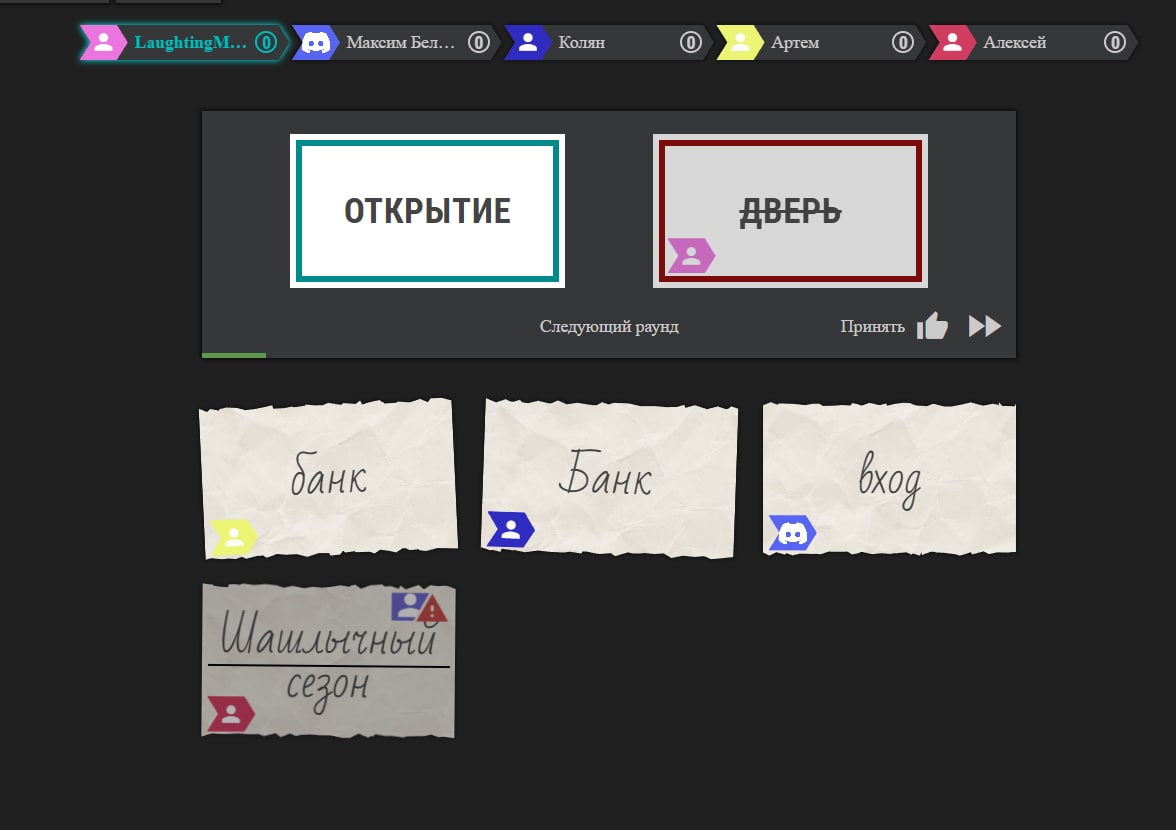 LaughtingM... 0 Максим Бел... 0 Колян 0 Артем 0 Алексей 0
ОТКРЫТИЕ ДВЕРЬ
Следующий раунд Принять
банк Банк вход
Шашлычный
сезон